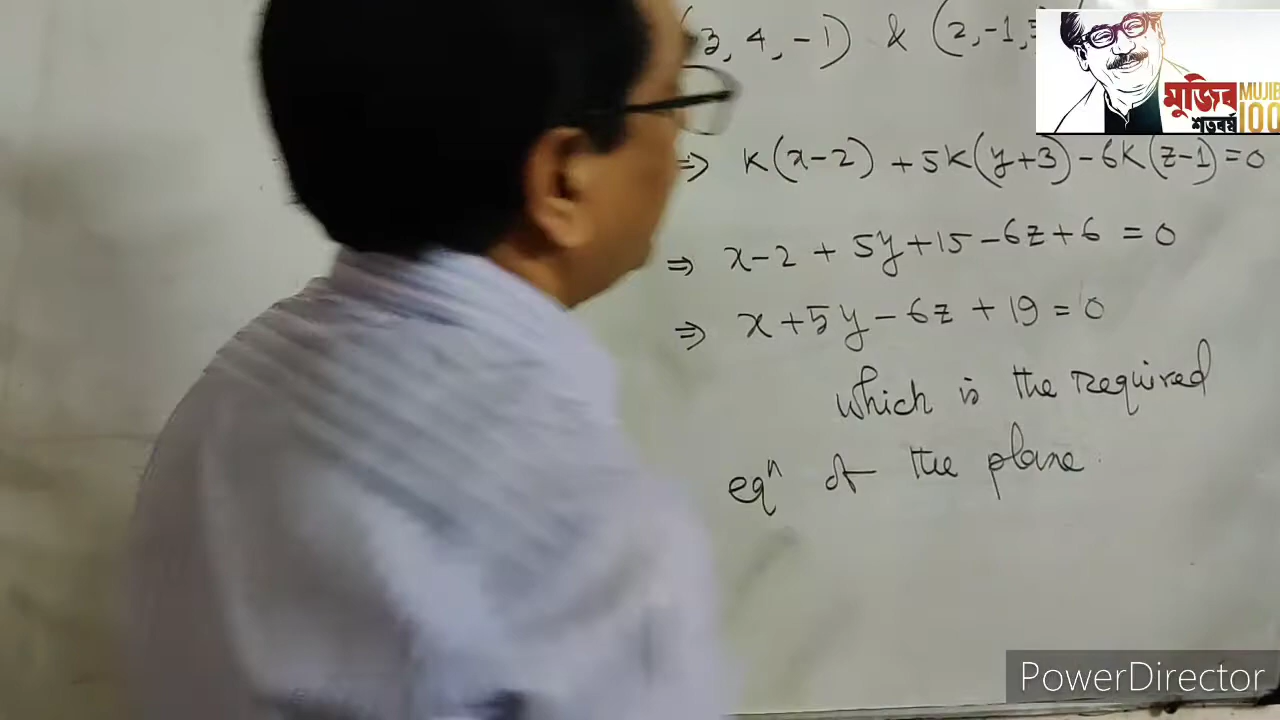 3, 4, -1) & (2, -1, 5
⇒ K(x-2) + 5K(y+3) - 6K(z-1) = 0
⇒ x-2 + 5y+15-6z+6 = 0
⇒ x+5y-6z+19=0
which is the required
eqⁿ of the plane.
মুজিব
শতবর্ষ
MUJIB
100
PowerDirector